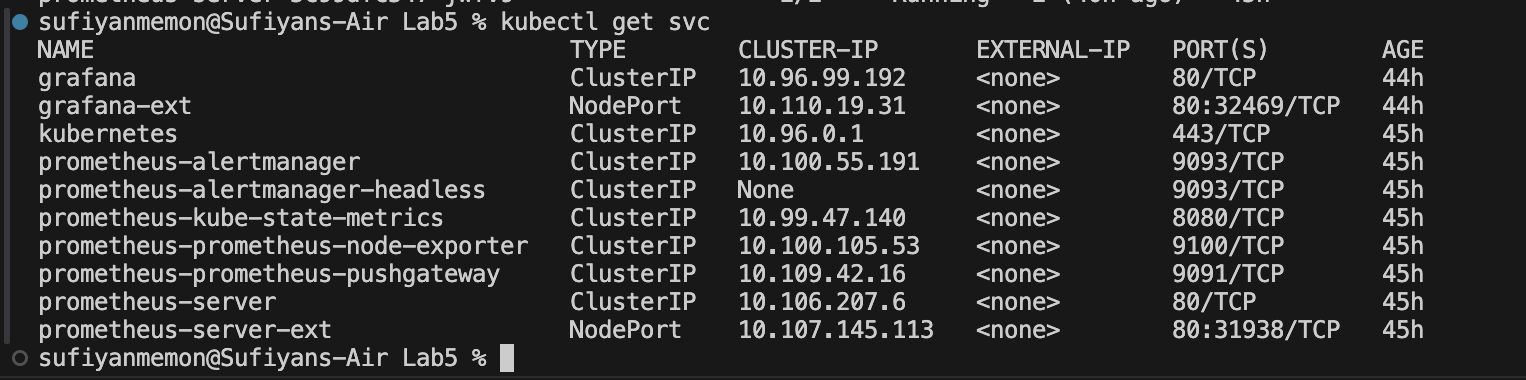 sufiyanmemon@Sufiyans-Air Lab5 % kubectl get svc
NAME TYPE CLUSTER-IP EXTERNAL-IP PORT(S) AGE
grafana ClusterIP 10.96.99.192 <none> 80/TCP 44h
grafana-ext NodePort 10.110.19.31 <none> 80:32469/TCP 44h
kubernetes ClusterIP 10.96.0.1 <none> 443/TCP 45h
prometheus-alertmanager ClusterIP 10.100.55.191 <none> 9093/TCP 45h
prometheus-alertmanager-headless ClusterIP None <none> 9093/TCP 45h
prometheus-kube-state-metrics ClusterIP 10.99.47.140 <none> 8080/TCP 45h
prometheus-prometheus-node-exporter ClusterIP 10.100.105.53 <none> 9100/TCP 45h
prometheus-prometheus-pushgateway ClusterIP 10.109.42.16 <none> 9091/TCP 45h
prometheus-server ClusterIP 10.106.207.6 <none> 80/TCP 45h
prometheus-server-ext NodePort 10.107.145.113 <none> 80:31938/TCP 45h
sufiyanmemon@Sufiyans-Air Lab5 %